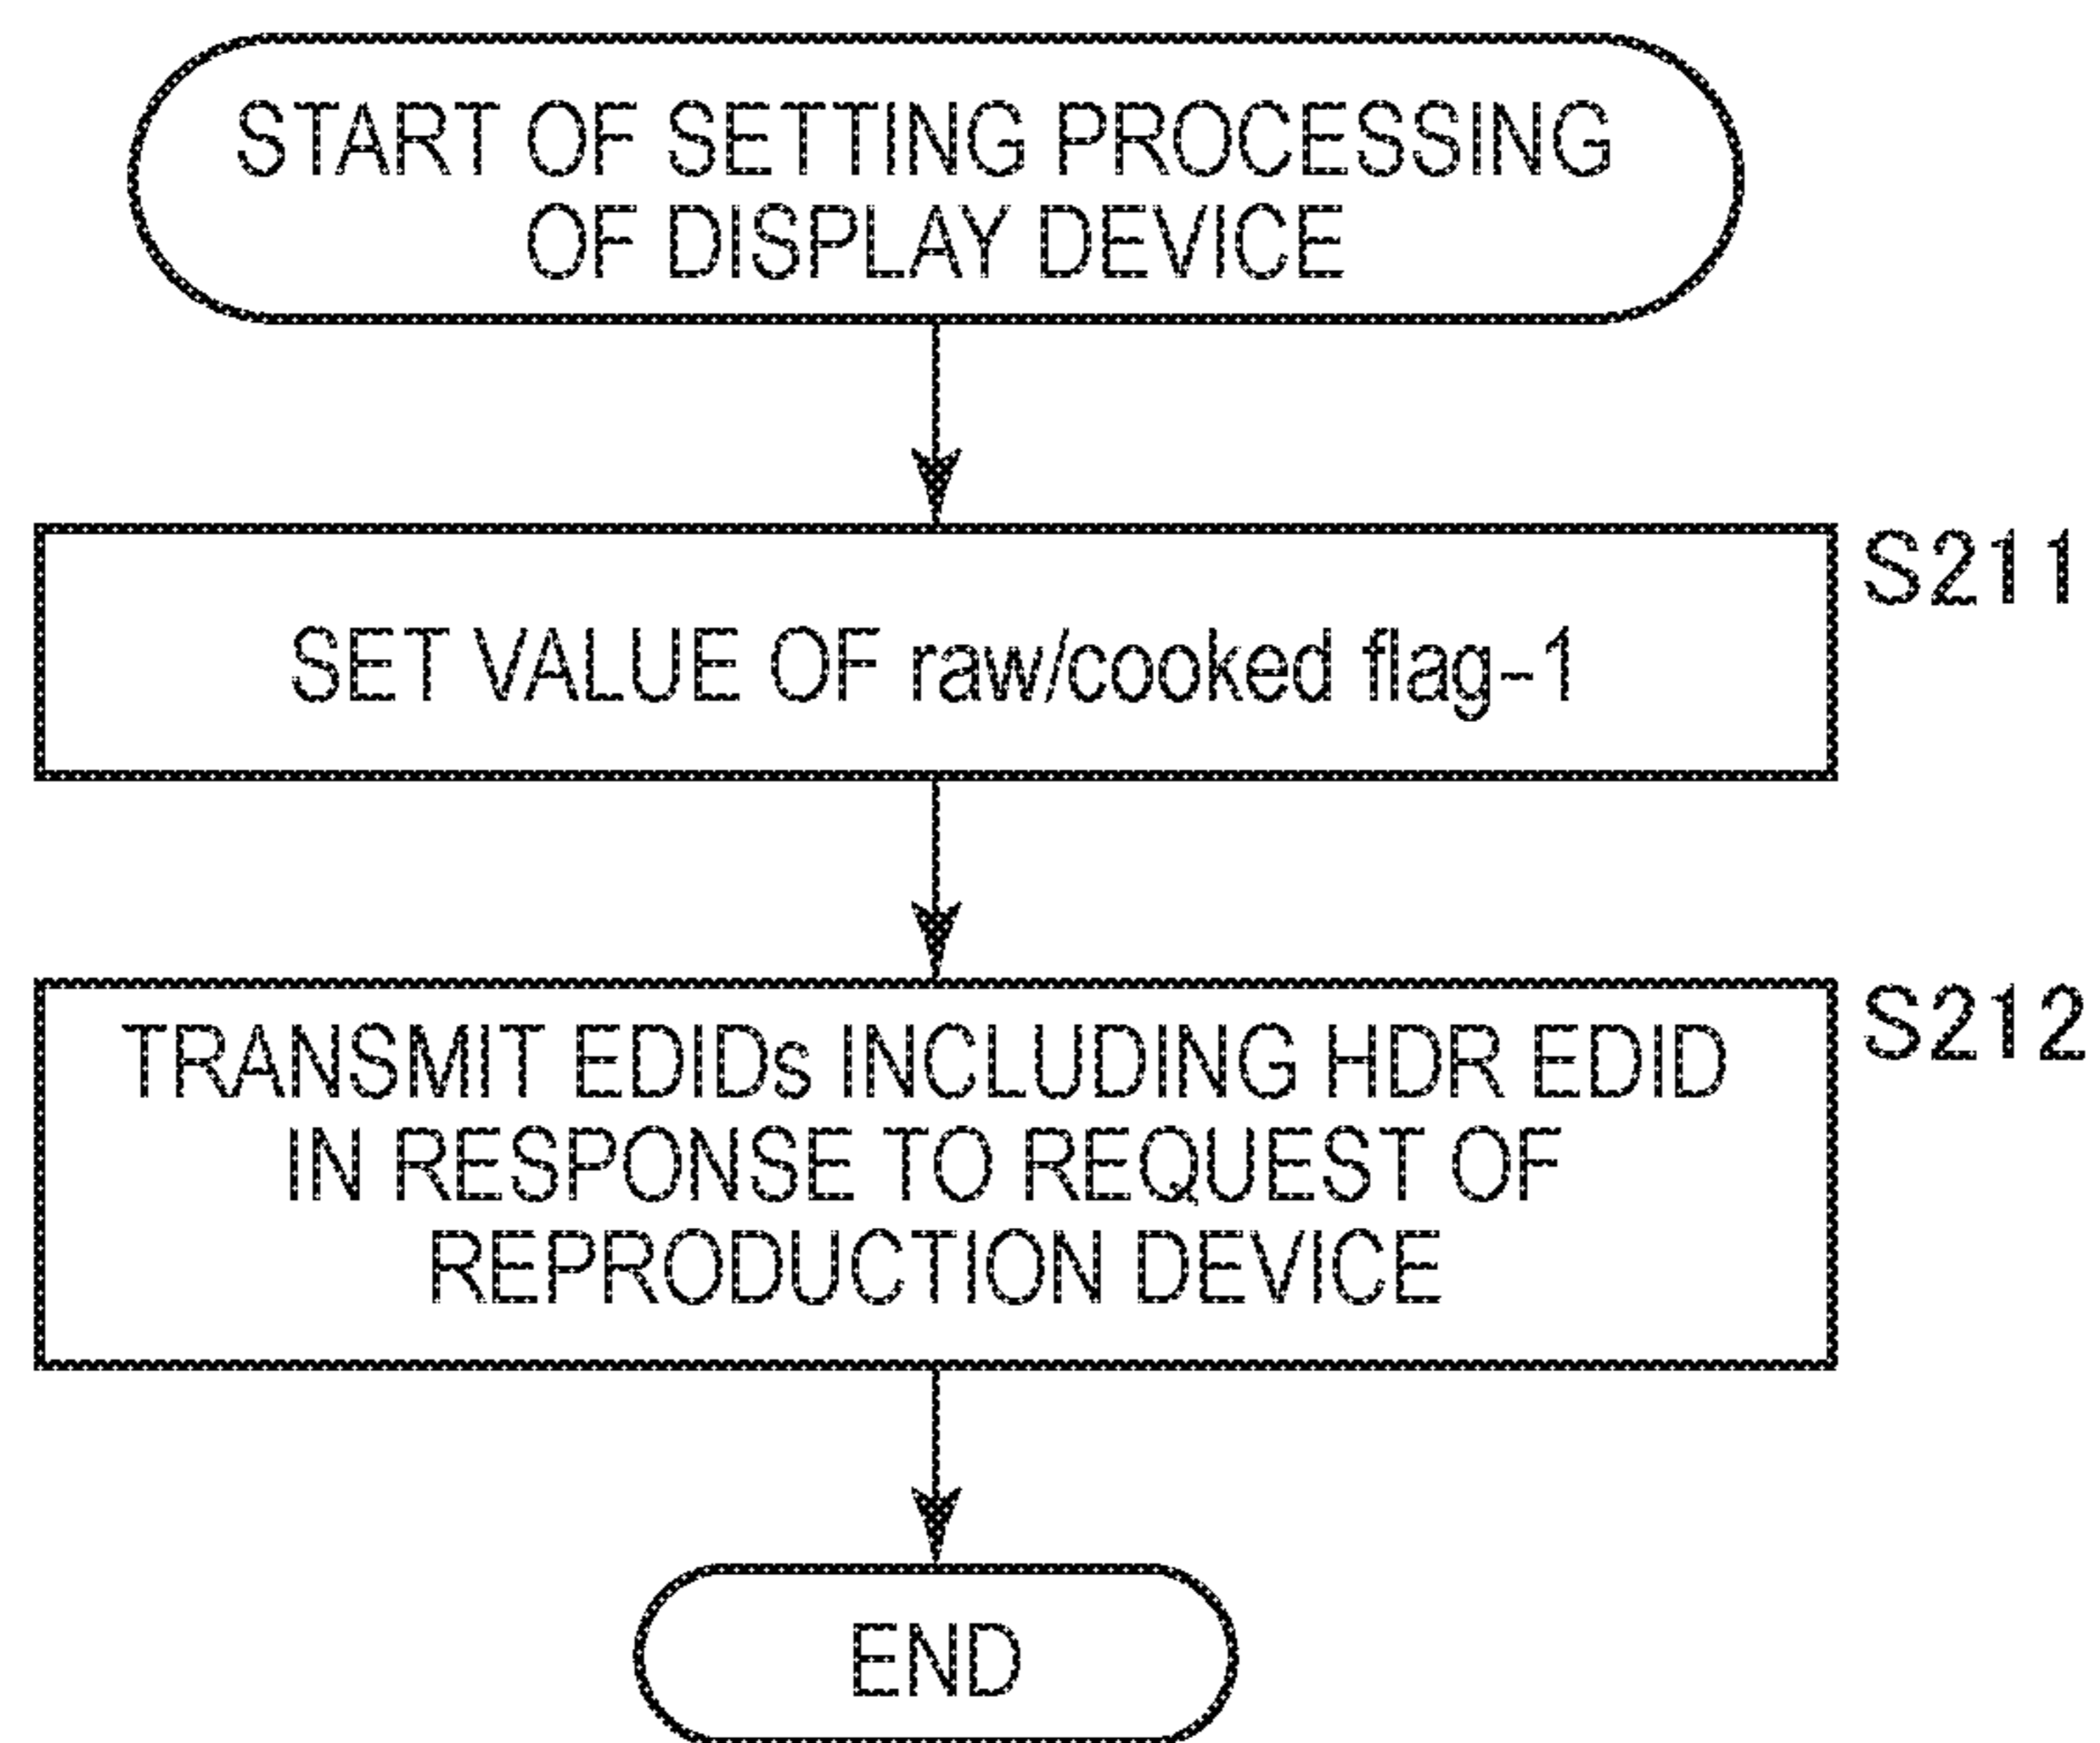 START OF SETTING PROCESSING
OF DISPLAY DEVICE
S211
SET VALUE OF raw/cooked flag-1
S212
TRANSMIT EDIDs INCLUDING HDR EDID
IN RESPONSE TO REQUEST OF
REPRODUCTION DEVICE
END